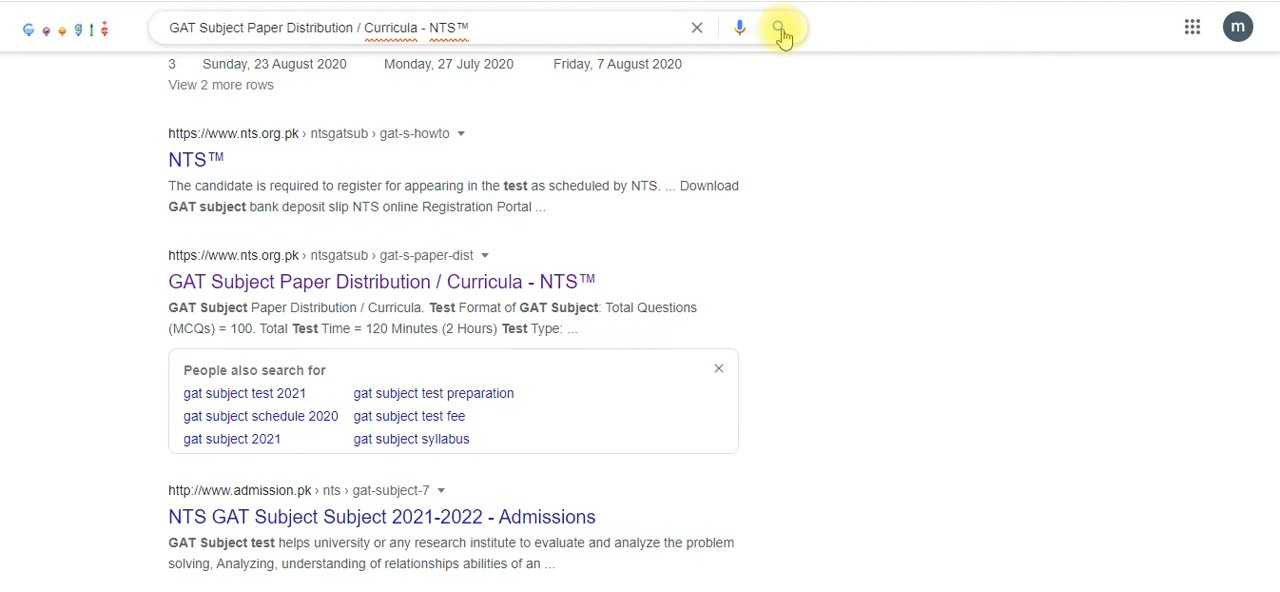 Google
GAT Subject Paper Distribution / Curricula - NTS™
m
3 Sunday, 23 August 2020 Monday, 27 July 2020 Friday, 7 August 2020
View 2 more rows
https://www.nts.org.pk › ntsgatsub › gat-s-howto
NTS™
The candidate is required to register for appearing in the test as scheduled by NTS. ... Download
GAT subject bank deposit slip NTS online Registration Portal ...
https://www.nts.org.pk › ntsgatsub › gat-s-paper-dist
GAT Subject Paper Distribution / Curricula - NTS™
GAT Subject Paper Distribution / Curricula. Test Format of GAT Subject: Total Questions
(MCQs) = 100. Total Test Time = 120 Minutes (2 Hours) Test Type: ...
People also search for
gat subject test 2021 gat subject test preparation
gat subject schedule 2020 gat subject test fee
gat subject 2021 gat subject syllabus
http://www.admission.pk › nts › gat-subject-7
NTS GAT Subject Subject 2021-2022 - Admissions
GAT Subject test helps university or any research institute to evaluate and analyze the problem
solving, Analyzing, understanding of relationships abilities of an ...